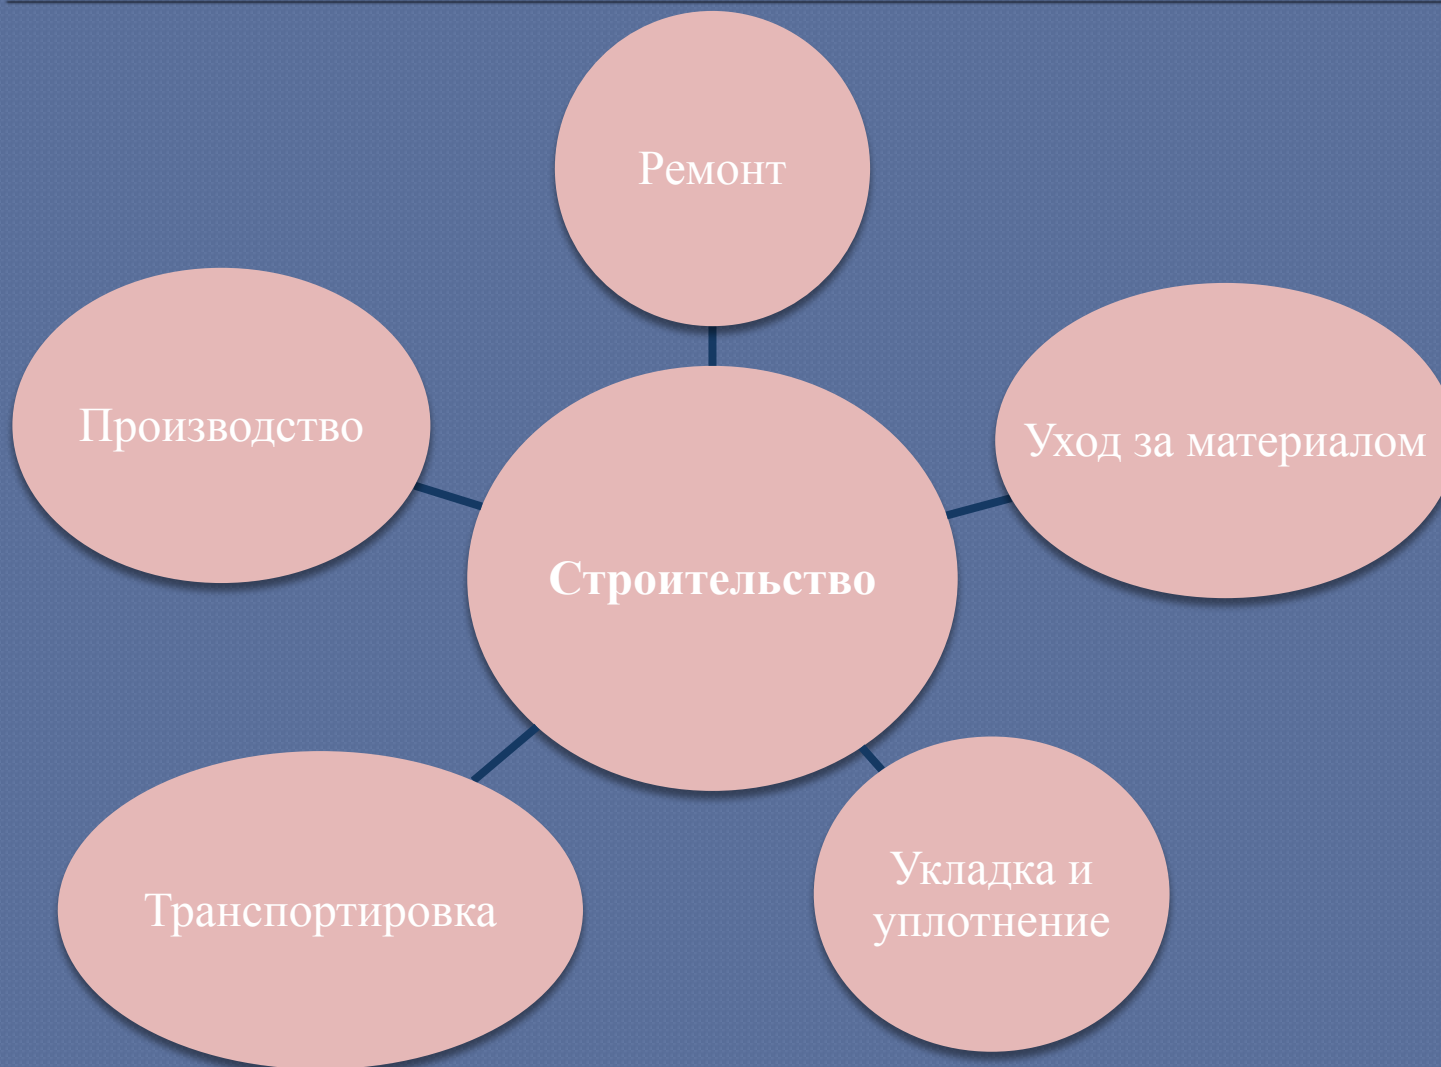 Ремонт
Производство
Уход за материалом
Строительство
Транспортировка
Укладка и
уплотнение